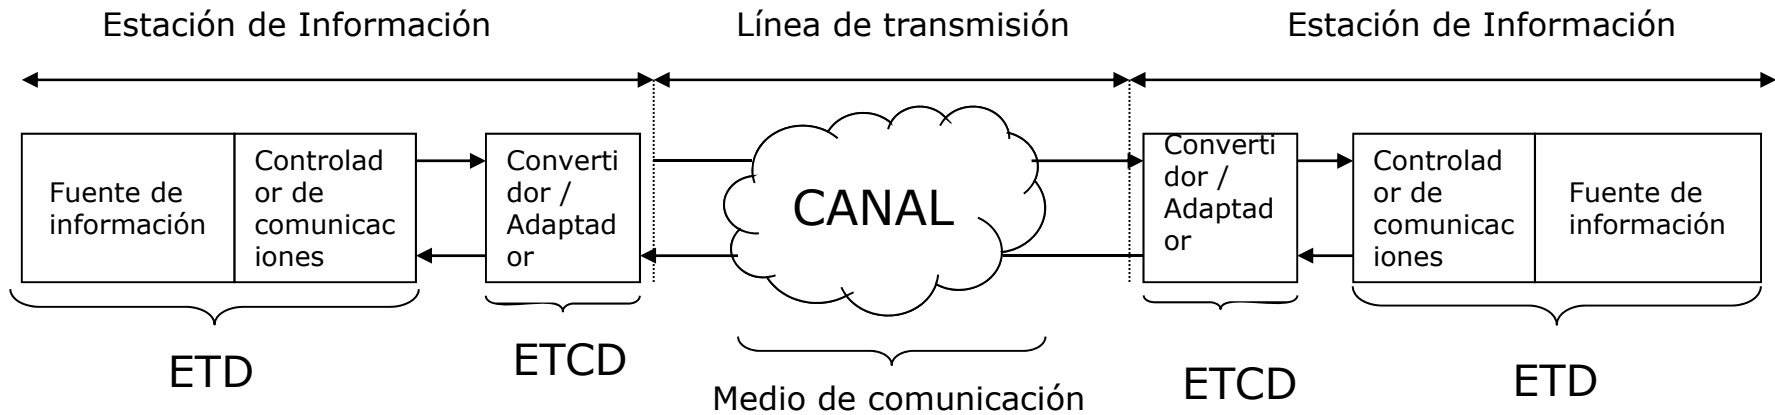 Estación de Información
Línea de transmisión
Estación de Información
Fuente de
información
Controlad
or de
comunicac
iones
Converti
dor /
Adaptad
or
CANAL
Converti
dor /
Adaptad
or
Controlad
or de
comunicac
iones
Fuente de
información
ETD
ETCD
Medio de comunicación
ETCD
ETD